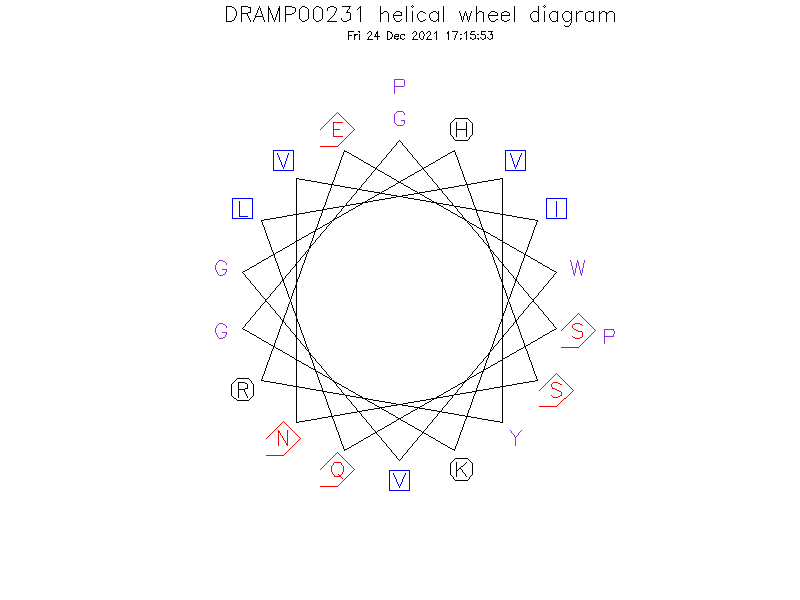 DRAMP00231 helical wheel diagram
Fri 24 Dec 2021 17:15:53
P
E G H
V V
L I
G W
G S P
R S
N Y
Q V K